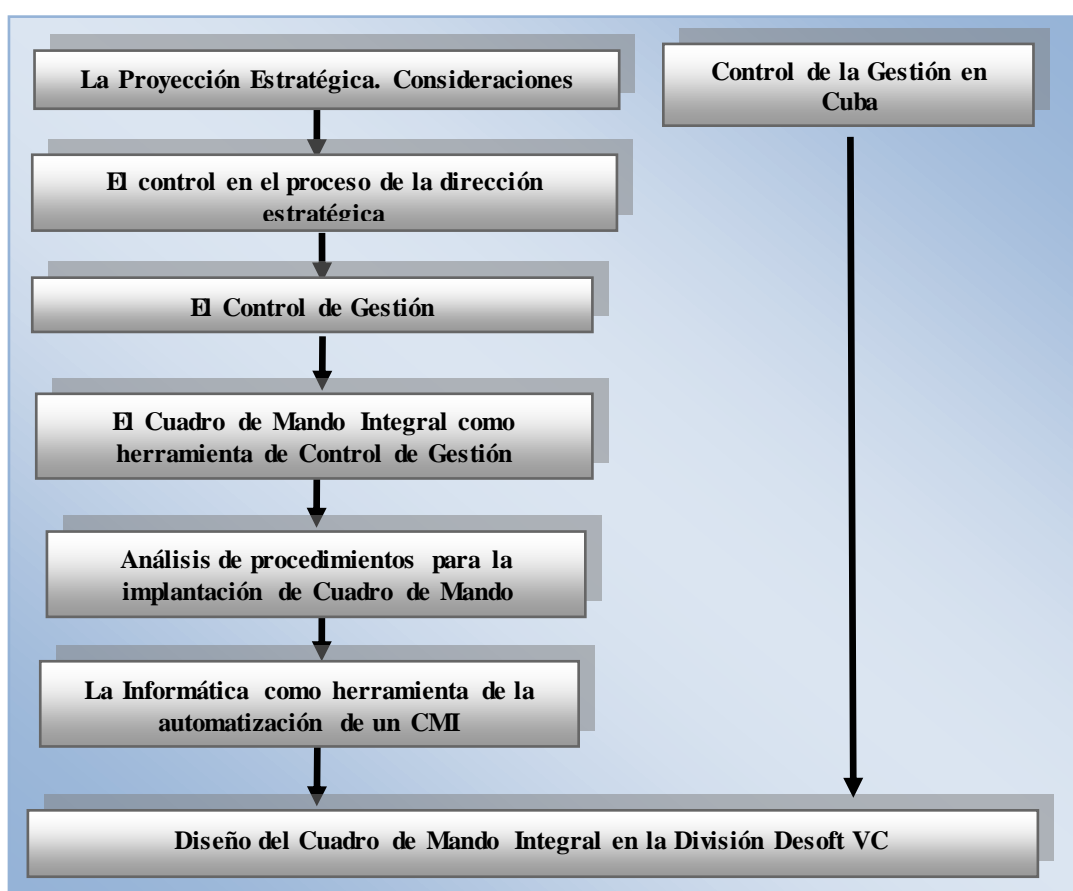 La Proyección Estratégica. Consideraciones
Control de la Gestión en
Cuba
El control en el proceso de la dirección
estratégica
El Control de Gestión
El Cuadro de Mando Integral como
herramienta de Control de Gestión
Análisis de procedimientos para la
implantación de Cuadro de Mando
La Informática como herramienta de la
automatización de un CMI
Diseño del Cuadro de Mando Integral en la División Desoft VC